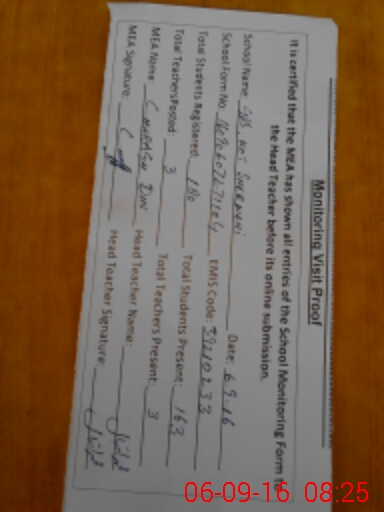 Monitoring Visit Proof
It is certified that the MEA has shown all entries of the School Monitoring Form to
the Head Teacher before its online submission.
School Name: Date: 6-9-16
School Form No: EMIS Code: 39210233
Total Students Registered: 180 Total Students Present: 163
Total Teachers Posted: 3 Total Teachers Present: 3
MEA Name: Din Head Teacher Name:
MEA Signature: Head Teacher Signature:
06-09-16 08:25